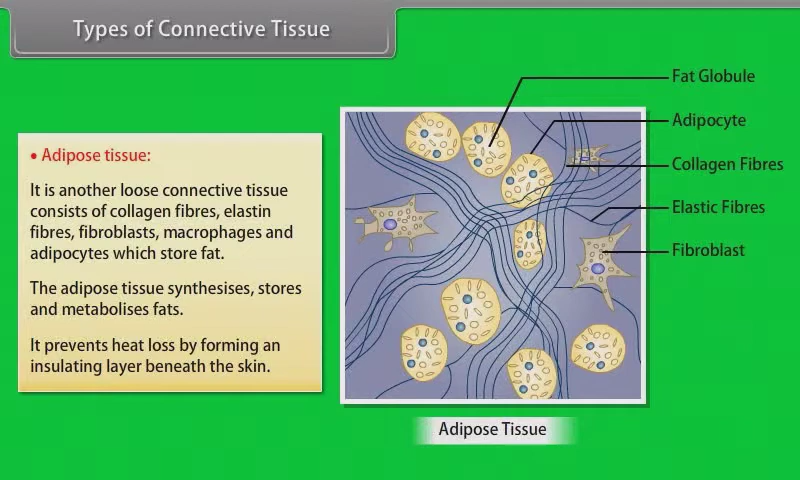 Types of Connective Tissue
• Adipose tissue:
It is another loose connective tissue
consists of collagen fibres, elastin
fibres, fibroblasts, macrophages and
adipocytes which store fat.
The adipose tissue synthesises, stores
and metabolises fats.
It prevents heat loss by forming an
insulating layer beneath the skin.
Fat Globule
Adipocyte
Collagen Fibres
Elastic Fibres
Fibroblast
Adipose Tissue